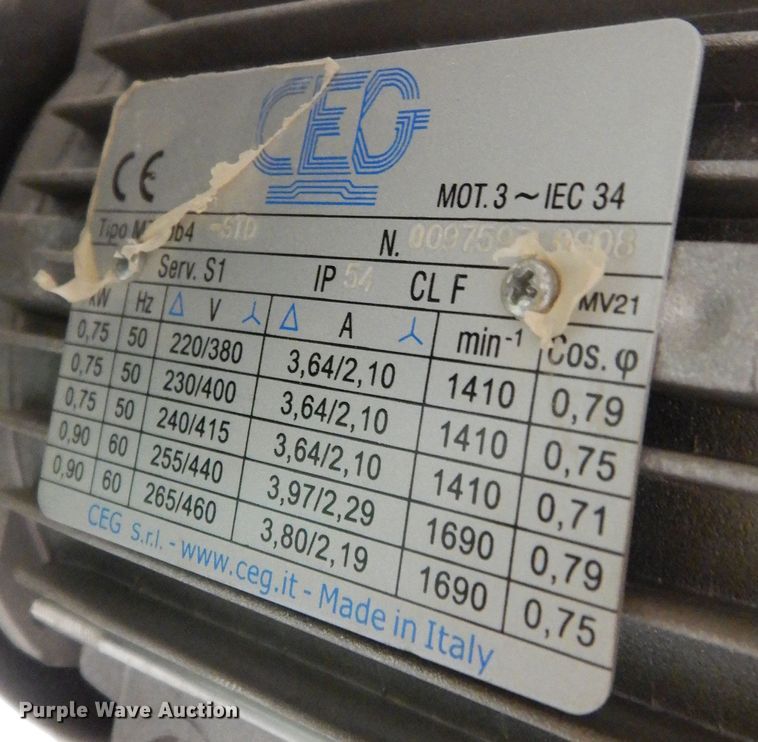 CEG
CE
MOT. 3 ~ IEC 34
Tipo -STD N.
Serv. S1 IP 54 CL F MV21
kW Hz Δ V Δ A min-1 Cos. φ
0,75 50 220/380 3,64/2,10 1410 0,79
0,75 50 230/400 3,64/2,10 1410 0,75
0,75 50 240/415 3,64/2,10 1410 0,71
0,90 60 255/440 3,97/2,29 1690 0,79
0,90 60 265/460 3,80/2,19 1690 0,75
CEG s.r.l. - www.ceg.it - Made in Italy
Purple Wave Auction